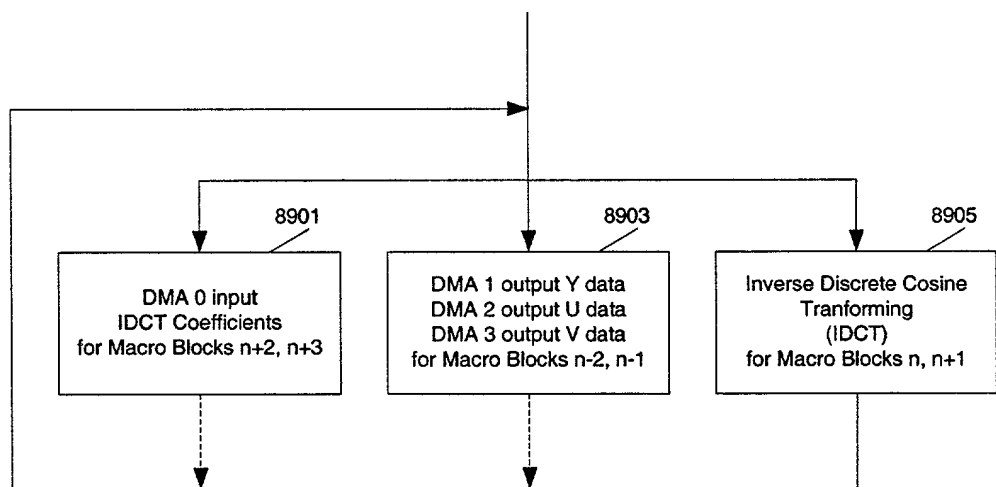 8901
8903
8905
DMA 0 input
IDCT Coefficients
for Macro Blocks n+2, n+3
DMA 1 output Y data
DMA 2 output U data
DMA 3 output V data
for Macro Blocks n-2, n-1
Inverse Discrete Cosine
Tranforming
(IDCT)
for Macro Blocks n, n+1